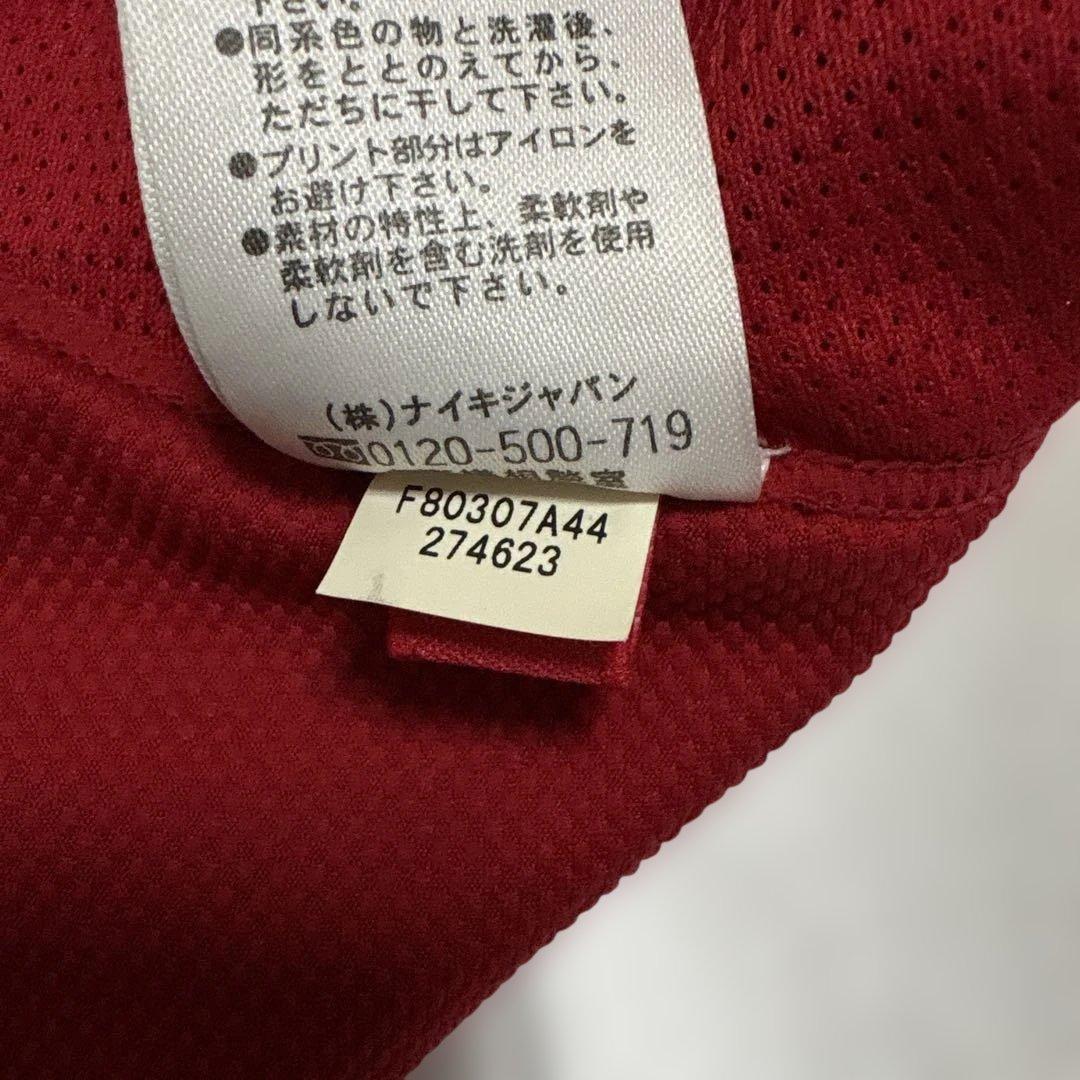 下さい。
●同系色の物と洗濯後、
形をととのえてから、
ただちに干して下さい。
●プリント部分はアイロンを
お避け下さい。
●素材の特性上、柔軟剤や
柔軟剤を含む洗剤を使用
しないで下さい。
(株)ナイキジャパン
0120-500-719
F80307A44
274623